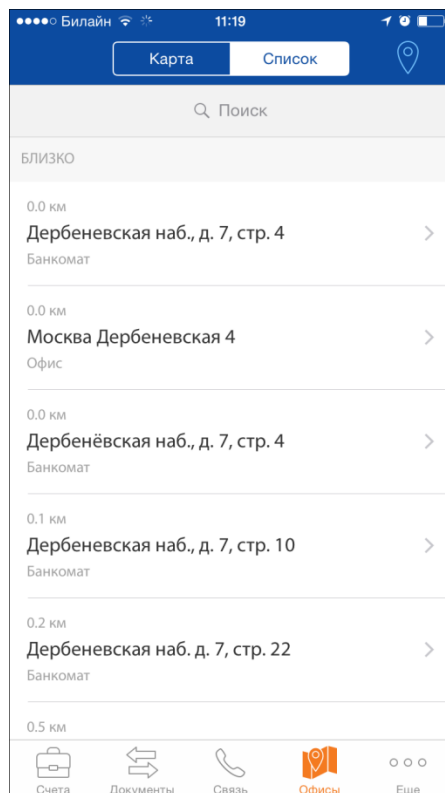 Билайн 11:19
Карта Список
Поиск
БЛИЗКО
0.0 км
Дербеневская наб., д. 7, стр. 4
Банкомат
0.0 км
Москва Дербеневская 4
Офис
0.0 км
Дербенёвская наб., д. 7, стр. 4
Банкомат
0.1 км
Дербеневская наб., д. 7, стр. 10
Банкомат
0.2 км
Дербеневская наб. д. 7, стр. 22
Банкомат
0.5 км
Счета Документы Связь Офисы Еще